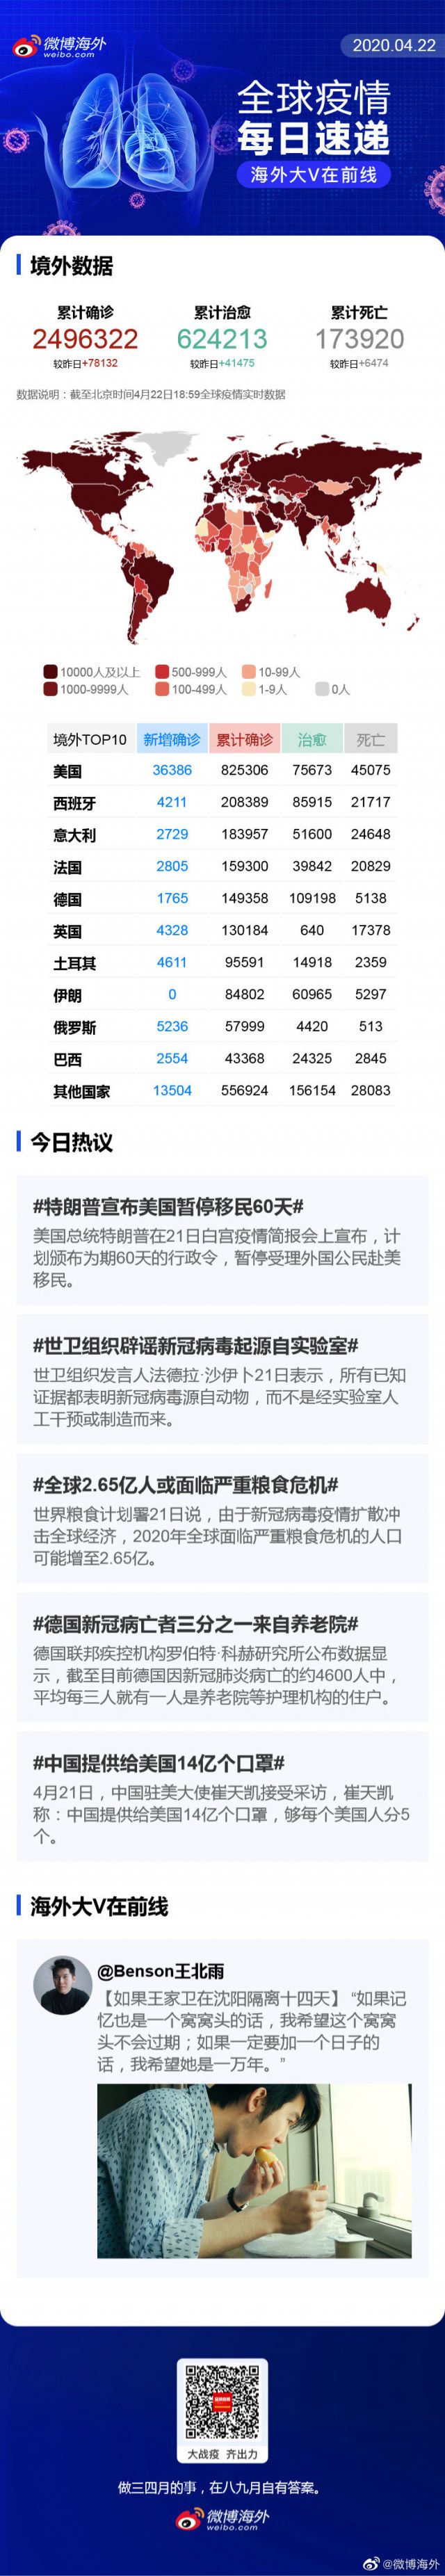 微博海外
weibo.com
2020.04.22
全球疫情
每日速递
海外大V在前线
境外数据
累计确诊 累计治愈 累计死亡
2496322 624213 173920
较昨日+78132 较昨日+41475 较昨日+6474
数据说明：截至北京时间4月22日18:59全球疫情实时数据
10000人及以上 500-999人 10-99人
1000-9999人 100-499人 1-9人 0人
境外TOP10 新增确诊 累计确诊 治愈 死亡
美国 36386 825306 75673 45075
西班牙 4211 208389 85915 21717
意大利 2729 183957 51600 24648
法国 2805 159300 39842 20829
德国 1765 149358 109198 5138
英国 4328 130184 640 17378
土耳其 4611 95591 14918 2359
伊朗 0 84802 60965 5297
俄罗斯 5236 57999 4420 513
巴西 2554 43368 24325 2845
其他国家 13504 556924 156154 28083
今日热议
#特朗普宣布美国暂停移民60天#
美国总统特朗普在21日白宫疫情简报会上宣布，计
划颁布为期60天的行政令，暂停受理外国公民赴美
移民。
#世卫组织辟谣新冠病毒起源自实验室#
世卫组织发言人法德拉·沙伊卜21日表示，所有已知
证据都表明新冠病毒源自动物，而不是经实验室人
工干预或制造而来。
#全球2.65亿人或面临严重粮食危机#
世界粮食计划署21日说，由于新冠病毒疫情扩散冲
击全球经济，2020年全球面临严重粮食危机的人口
可能增至2.65亿。
#德国新冠病亡者三分之一来自养老院#
德国联邦疾控机构罗伯特·科赫研究所公布数据显
示，截至目前德国因新冠肺炎病亡的约4600人中，
平均每三人就有一人是养老院等护理机构的住户。
#中国提供给美国14亿个口罩#
4月21日，中国驻美大使崔天凯接受采访，崔天凯
称：中国提供给美国14亿个口罩，够每个美国人分5
个。
海外大V在前线
@Benson王北雨
【如果王家卫在沈阳隔离十四天】 “如果记
忆也是一个窝窝头的话，我希望这个窝窝
头不会过期；如果一定要加一个日子的
话，我希望她是一万年。”
大战疫 齐出力
做三四月的事，在八九月自有答案。
微博海外
weibo.com
@微博海外